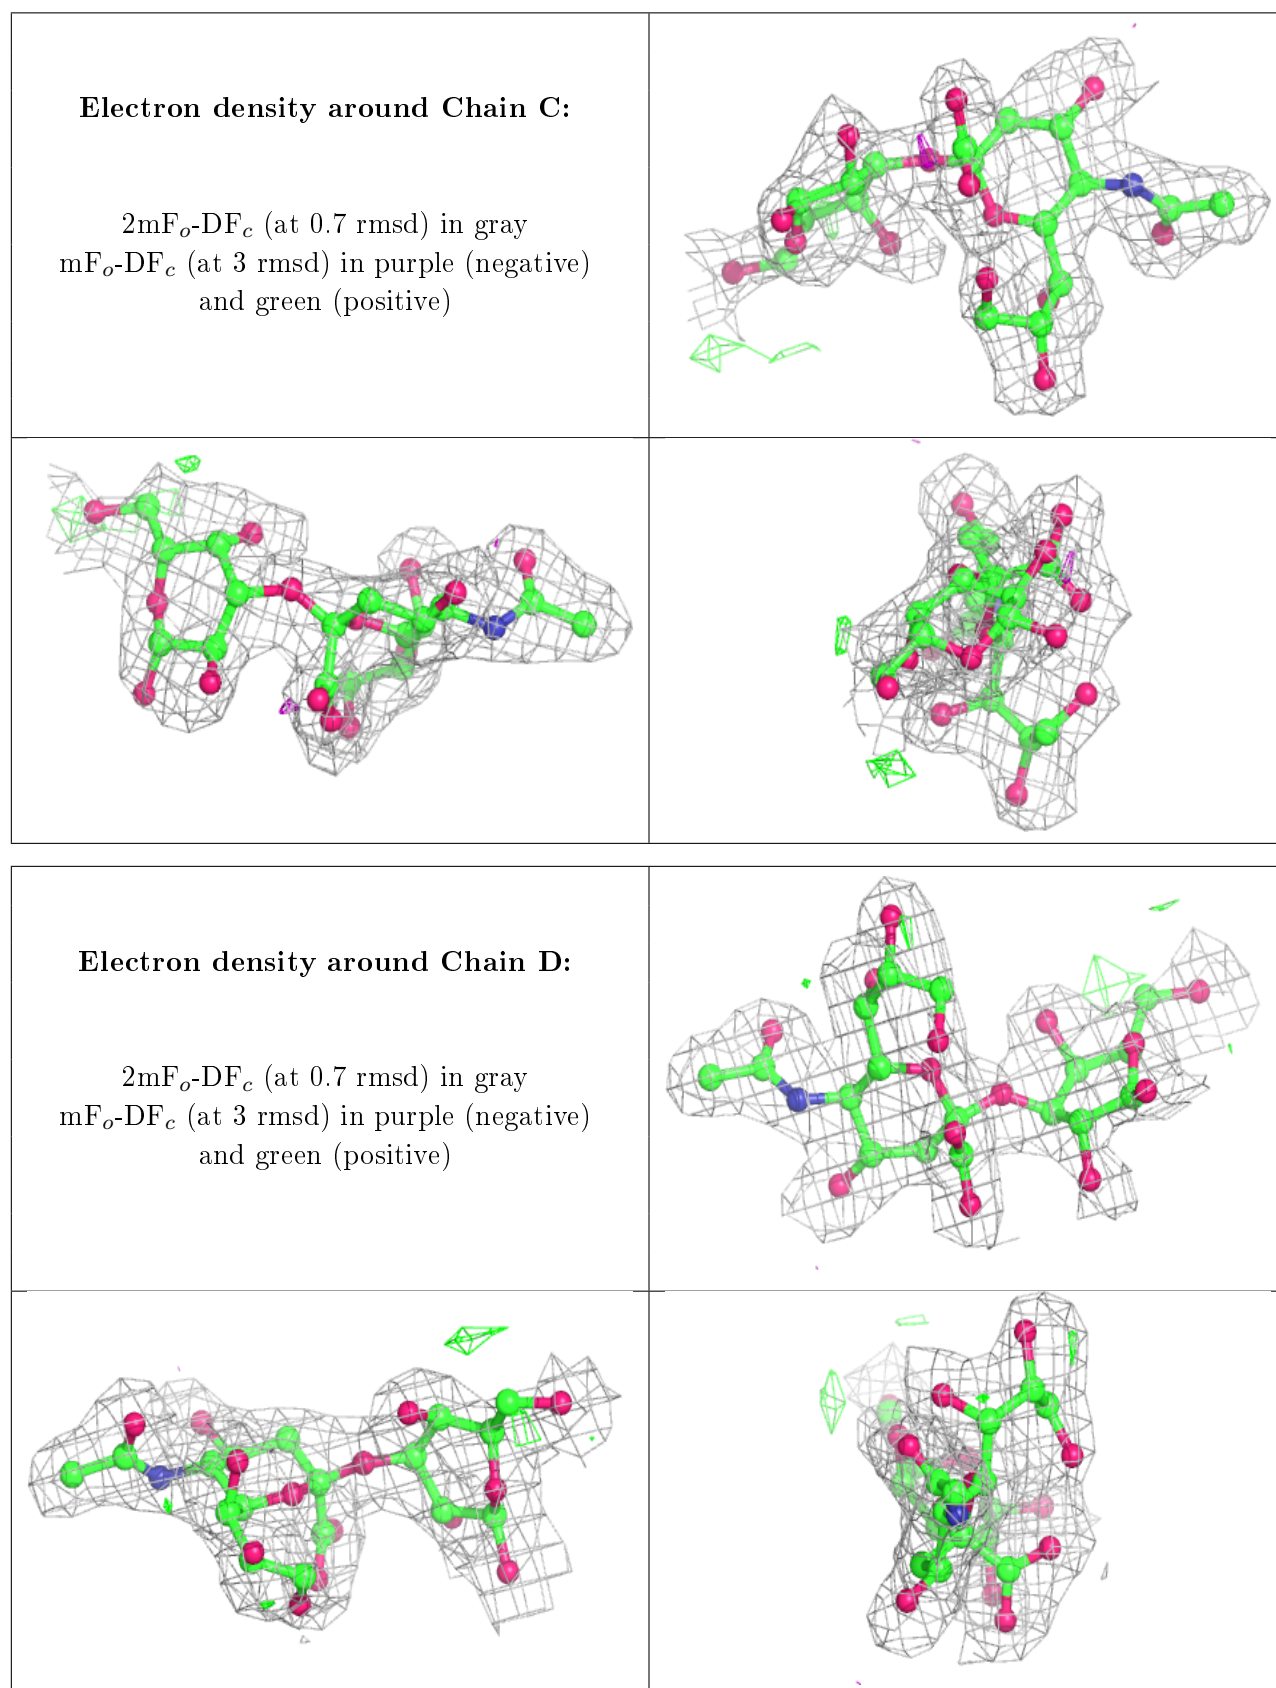 Electron density around Chain C:
2mFo-DFc (at 0.7 rmsd) in gray
mFo-DFc (at 3 rmsd) in purple (negative)
and green (positive)
Electron density around Chain D:
2mFo-DFc (at 0.7 rmsd) in gray
mFo-DFc (at 3 rmsd) in purple (negative)
and green (positive)